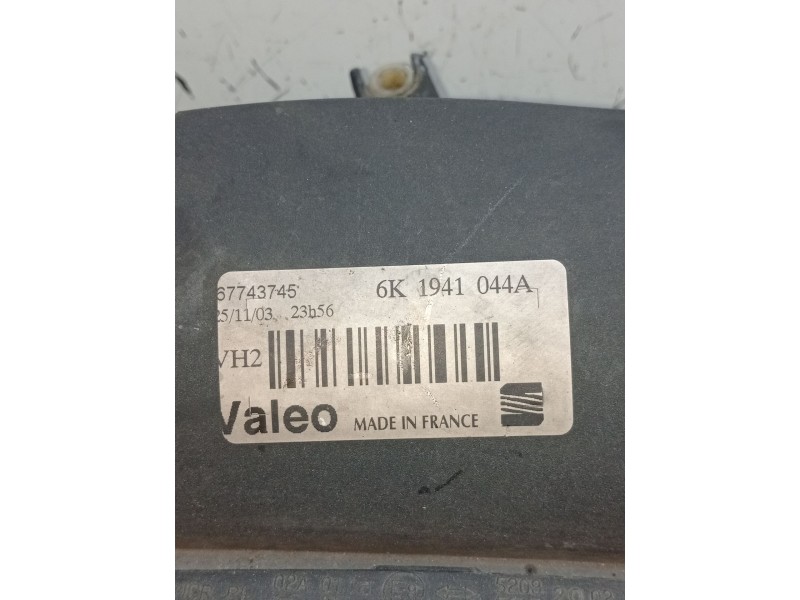 67743745 6K 1941 044A
25/11/03 23h56
VH2
Valeo MADE IN FRANCE